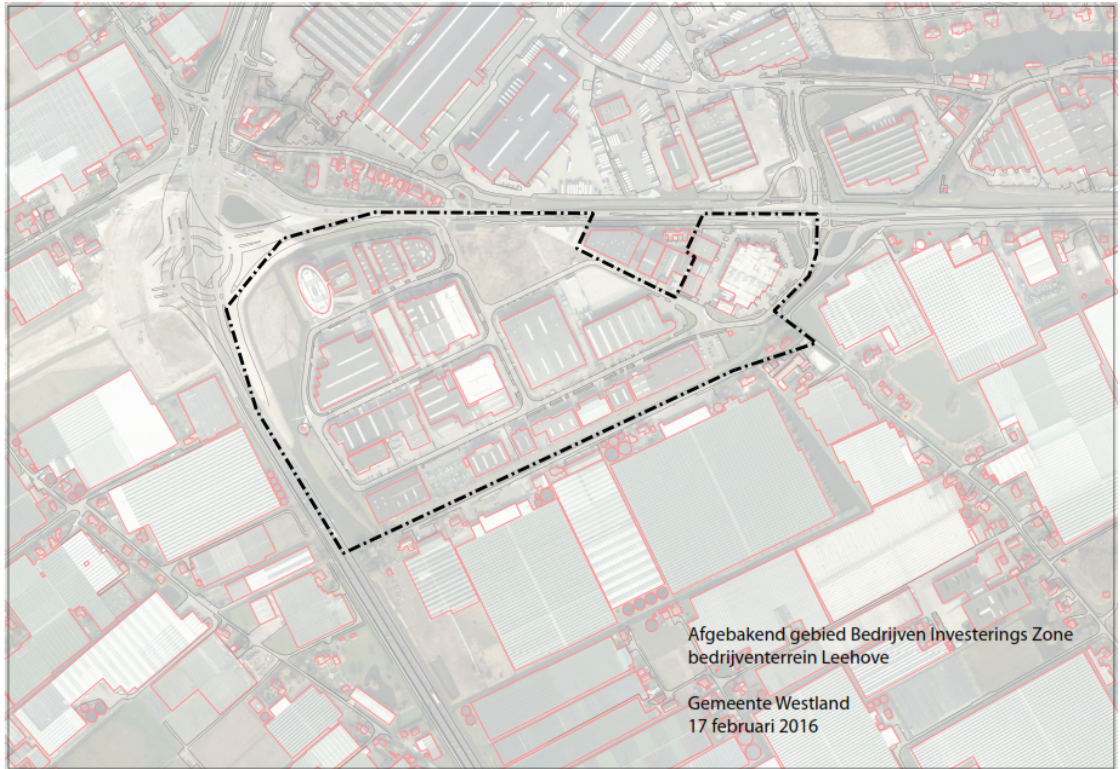 Afgebakend gebied Bedrijven Investerings Zone
bedrijventerrein Leehove
Gemeente Westland
17 februari 2016